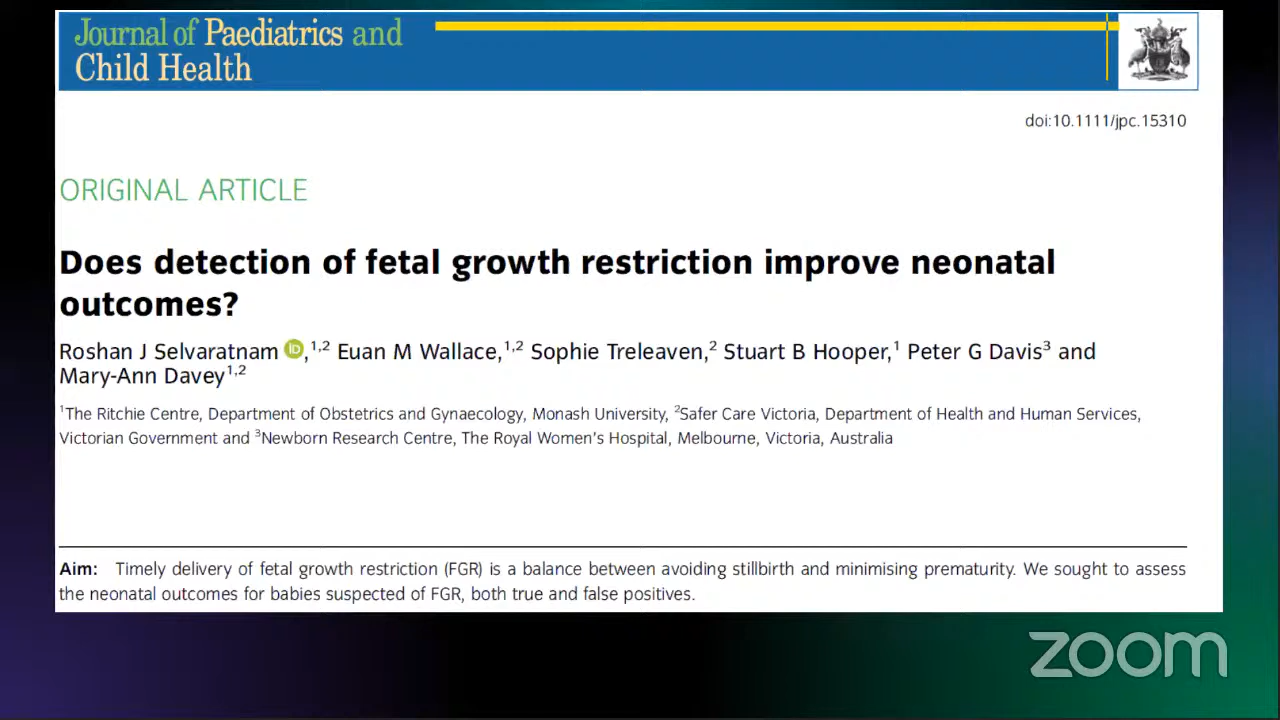 Journal of Paediatrics and
Child Health
doi:10.1111/jpc.15310
ORIGINAL ARTICLE
Does detection of fetal growth restriction improve neonatal
outcomes?
Roshan J Selvaratnam iD,1,2 Euan M Wallace,1,2 Sophie Treleaven,2 Stuart B Hooper,1 Peter G Davis3 and
Mary-Ann Davey1,2
1The Ritchie Centre, Department of Obstetrics and Gynaecology, Monash University, 2Safer Care Victoria, Department of Health and Human Services,
Victorian Government and 3Newborn Research Centre, The Royal Women's Hospital, Melbourne, Victoria, Australia
Aim: Timely delivery of fetal growth restriction (FGR) is a balance between avoiding stillbirth and minimising prematurity. We sought to assess
the neonatal outcomes for babies suspected of FGR, both true and false positives.
zoom